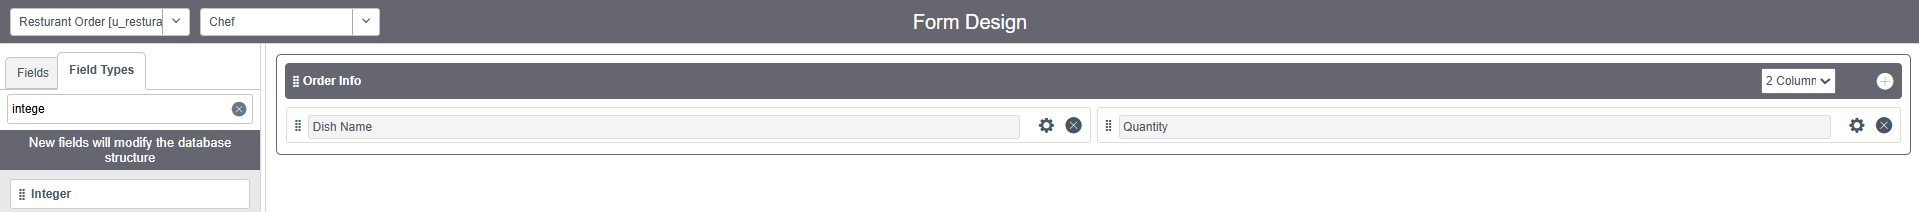 Resturant Order [u_restura
Chef
Form Design
Fields
Field Types
intege
New fields will modify the database
structure
Integer
Order Info
2 Column
Dish Name
Quantity